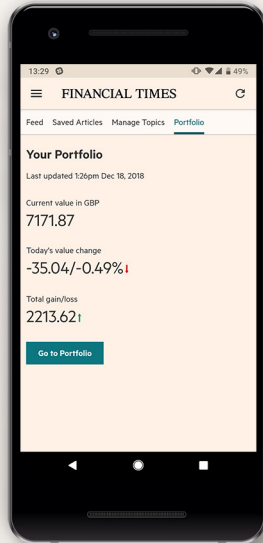 13:29
49%
FINANCIAL TIMES
Feed Saved Articles Manage Topics Portfolio
Your Portfolio
Last updated 1:26pm Dec 18, 2018
Current value in GBP
7171.87
Today's value change
-35.04/-0.49%↓
Total gain/loss
2213.62↑
Go to Portfolio